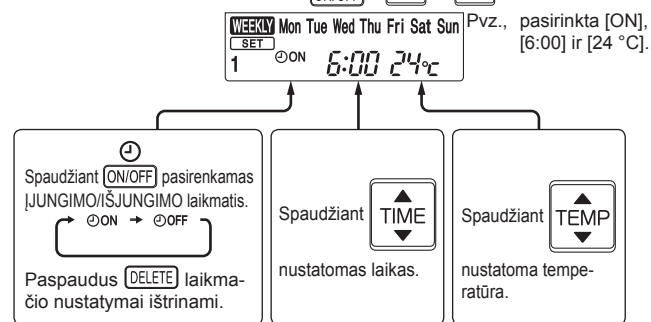 WEEKLY Mon Tue Wed Thu Fri Sat Sun
SET
1 ON 6:00 24°C
Pvz., pasirinkta [ON],
[6:00] ir [24 °C].
Spaudžiant ON/OFF pasirenkamas
ĮJUNGIMO/IŠJUNGIMO laikmatis.
ON → OFF
Paspaudus DELETE laikma-
čio nustatymai ištrinami.
Spaudžiant TIME
nustatomas laikas.
Spaudžiant TEMP
nustatoma tempe-
ratūra.